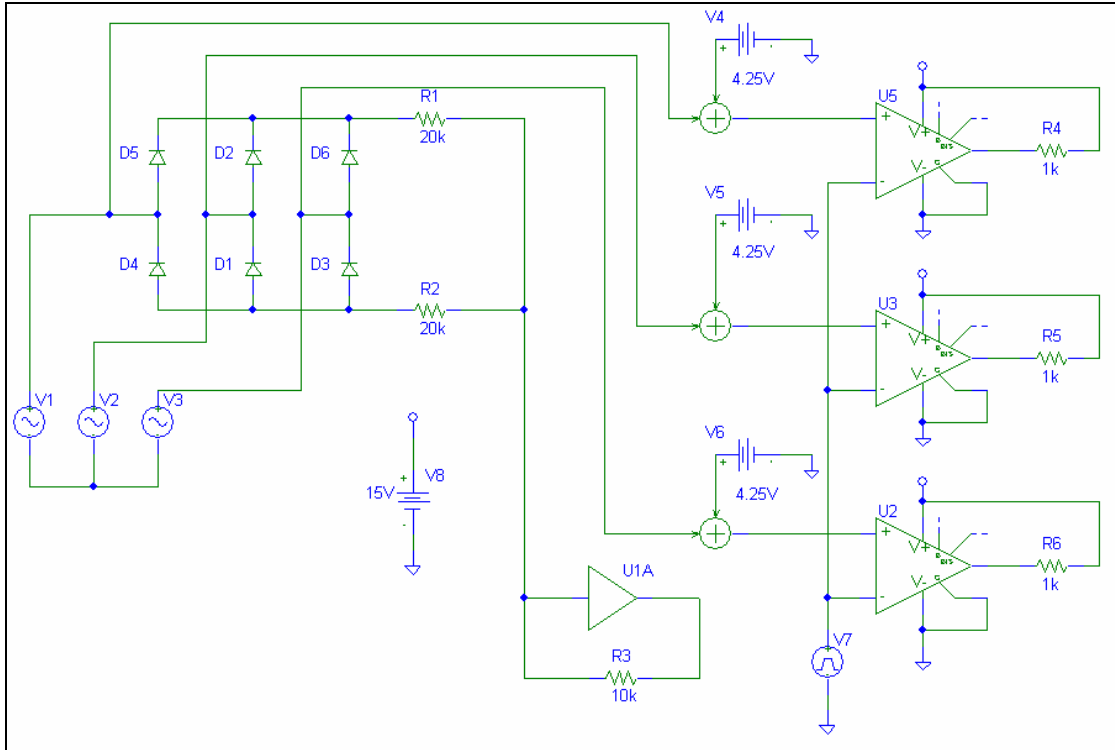 V4
4.25V
R1
20k
U5
V+
B
B/S
V-
G
R4
1k
D5
D2
D6
V5
4.25V
D4
D1
D3
R2
20k
U3
V+
B
B/S
V-
G
R5
1k
V1
V2
V3
V6
4.25V
V8
15V
U2
V+
B
B/S
V-
G
R6
1k
U1A
V7
R3
10k
+
-